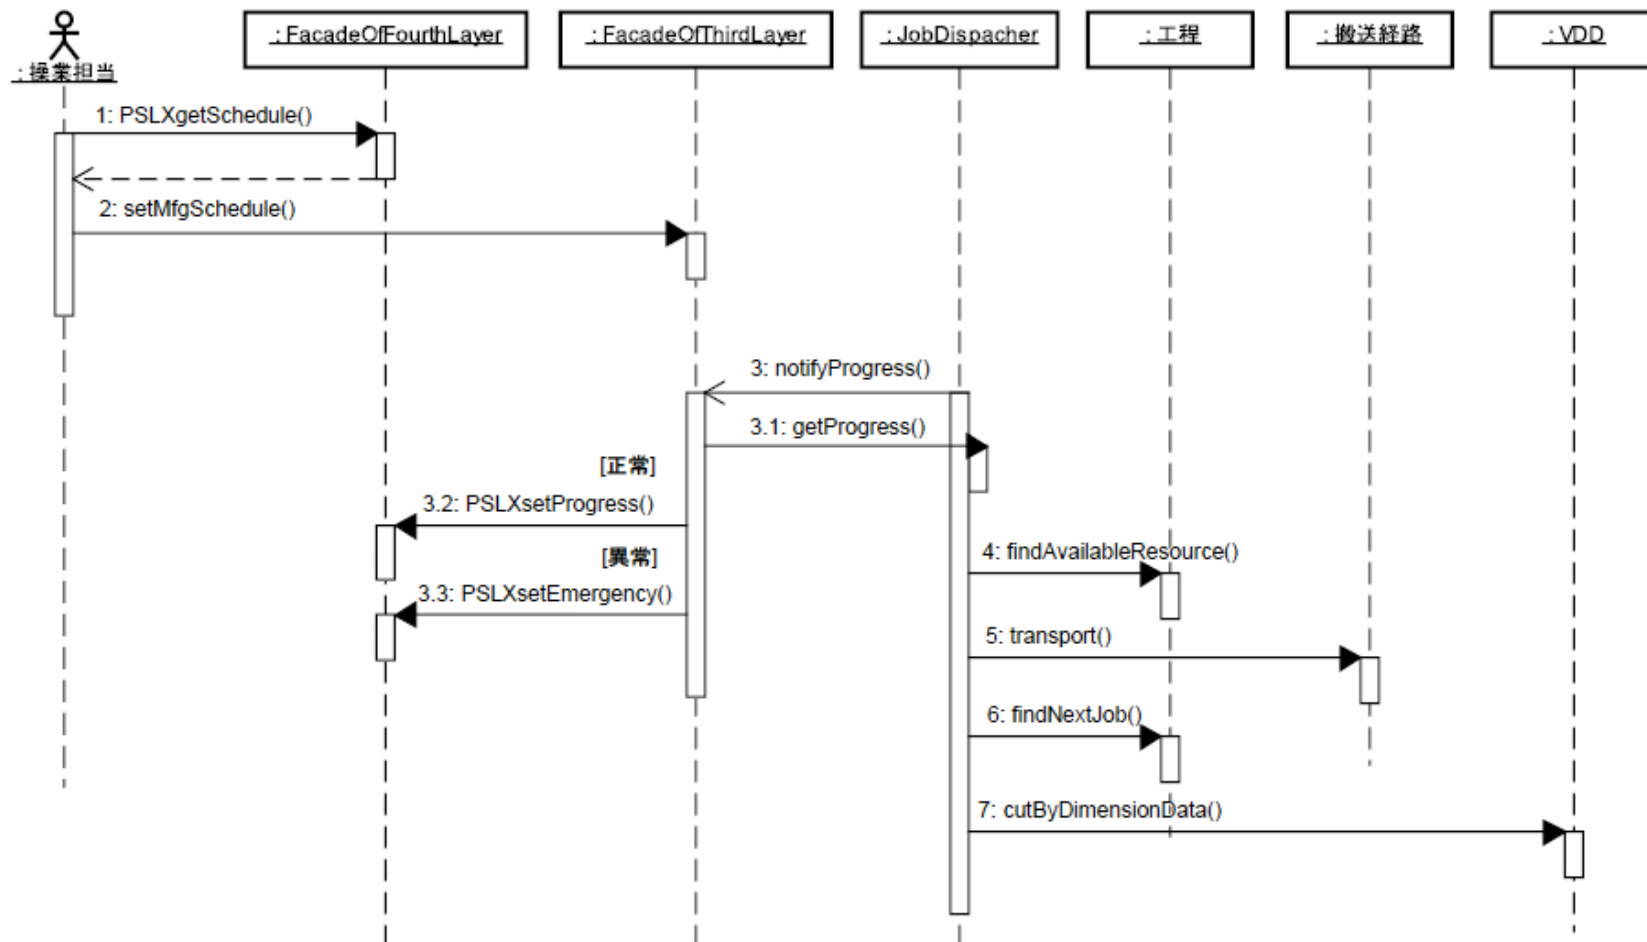 : 操業担当
: FacadeOfFourthLayer
: FacadeOfThirdLayer
: JobDispacher
: 工程
: 搬送経路
: VDD
1: PSLXgetSchedule()
2: setMfgSchedule()
3: notifyProgress()
3.1: getProgress()
[正常]
3.2: PSLXsetProgress()
[異常]
3.3: PSLXsetEmergency()
4: findAvailableResource()
5: transport()
6: findNextJob()
7: cutByDimensionData()